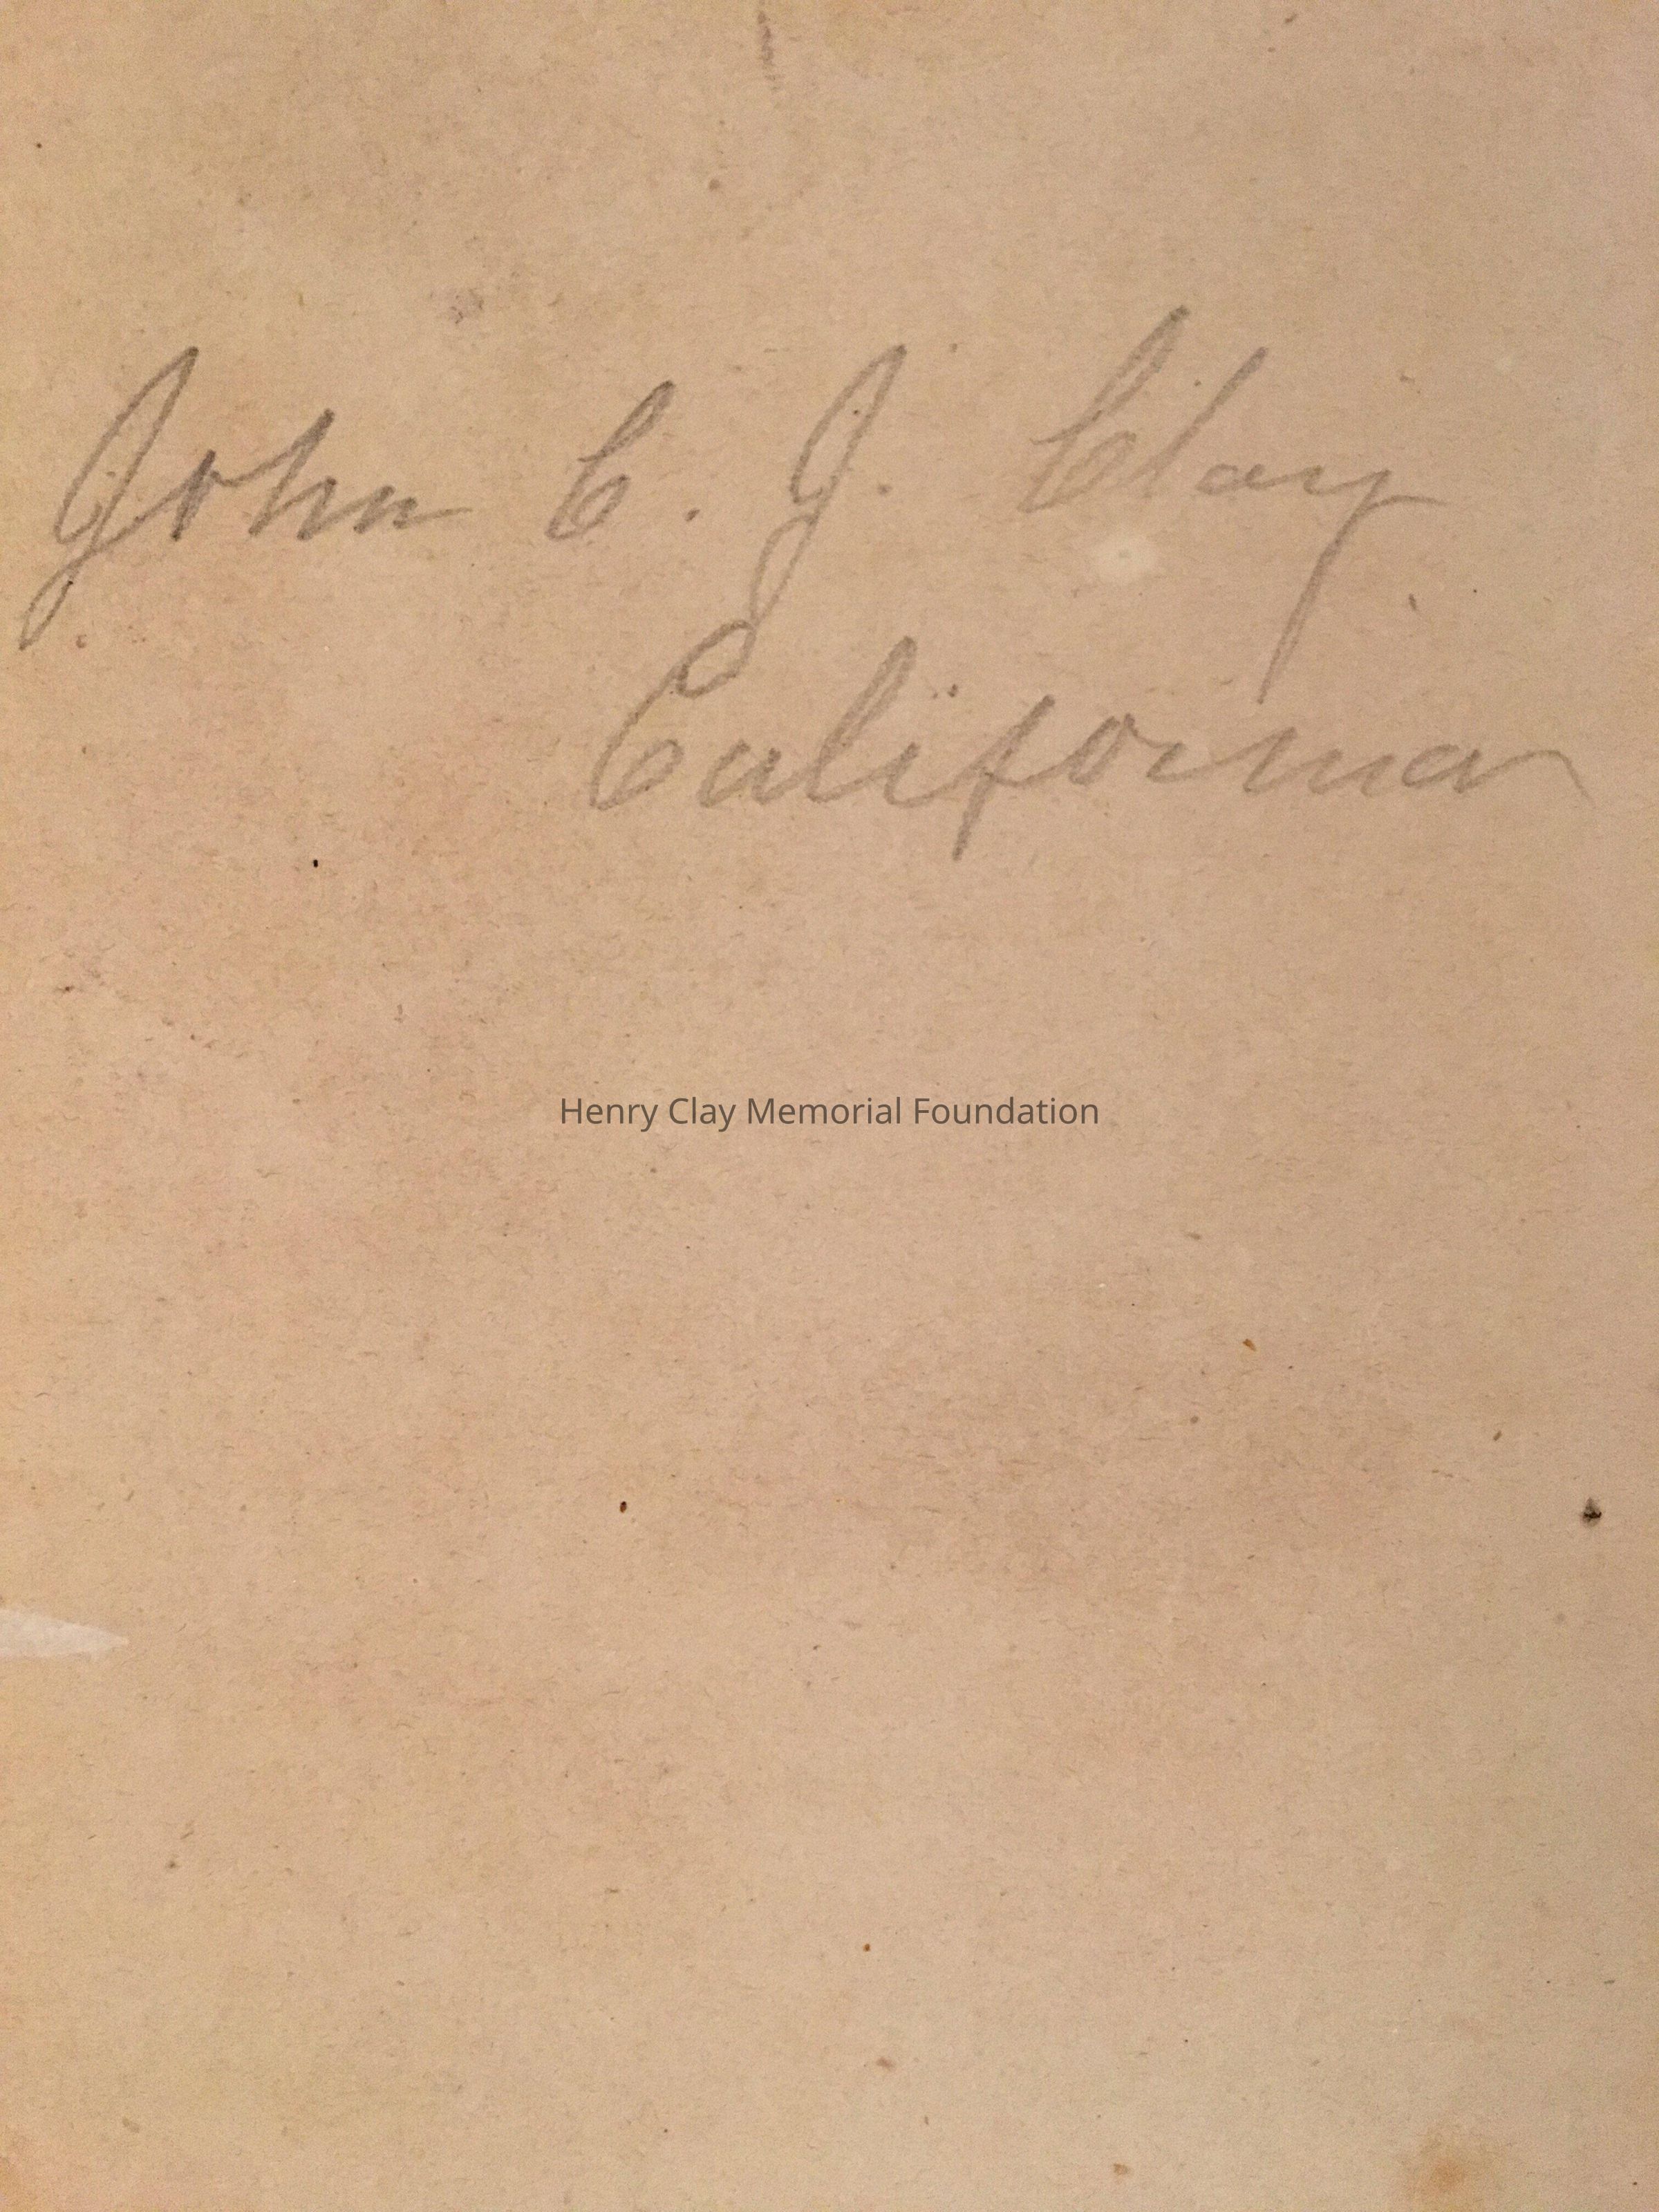 John C. J. Clay
California
Henry Clay Memorial Foundation